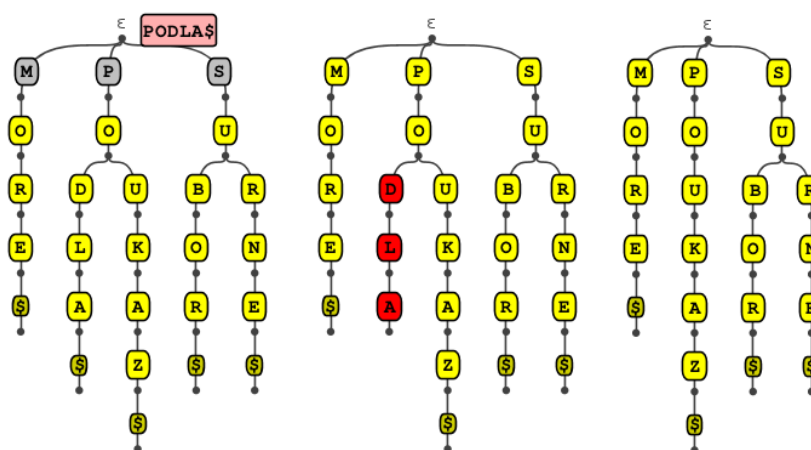 ε PODLA$ ε ε
M P S M P S M P S
O O U O O U O O U
R D U B R R D U B R R U B
E L K O N E L K O N E K O
$ A A R E $ A A R E $ A R
$ Z $ $ Z $ $ Z $
$ $ $